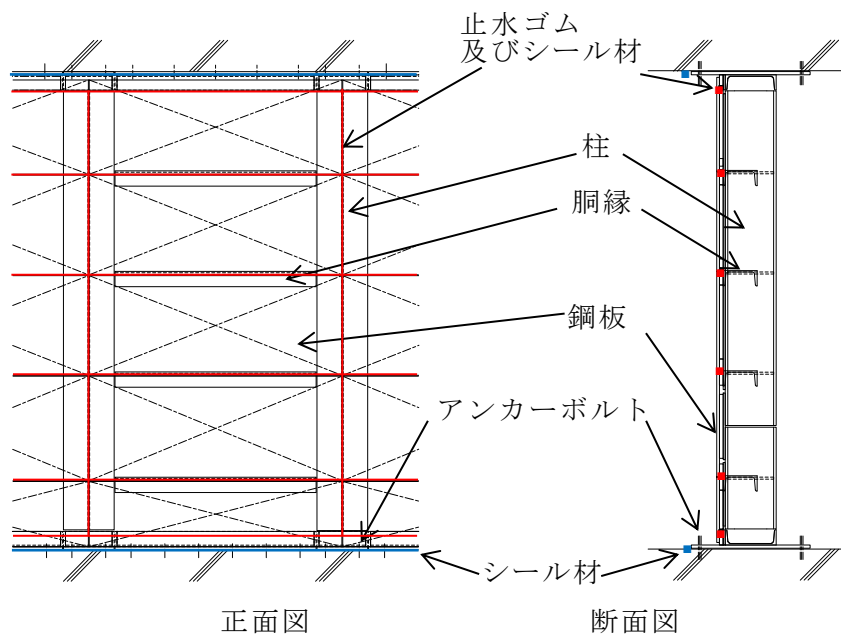 止水ゴム
及びシール材
柱
胴縁
鋼板
アンカーボルト
シール材
正面図
断面図